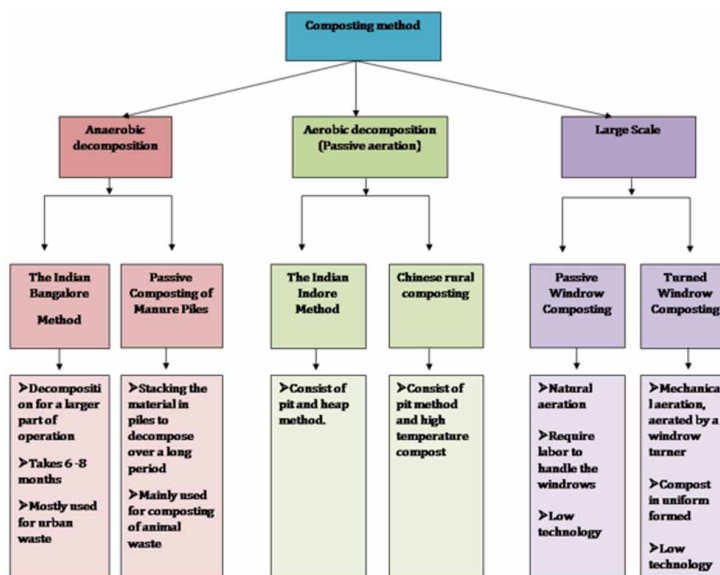 Composting method
Anaerobic
decomposition
Aerobic decomposition
(Passive aeration)
Large Scale
The Indian
Bangalore
Method
Passive
Composting of
Manure Piles
The Indian
Indore
Method
Chinese rural
composting
Passive
Windrow
Composting
Turned
Windrow
Composting
➤Decompositi
on for a larger
part of
operation
➤Takes 6 -8
months
➤Mostly used
for urban
waste
➤Stacking the
material in
piles to
decompose
over a long
period
➤Mainly used
for composting
of animal
waste
➤Consist of
pit and heap
method.
➤Consist of
pit method
and high
temperature
compost
➤Natural
aeration
➤Require
labor to
handle the
windrows
➤Low
technology
➤Mechanica
l aeration,
aerated by a
windrow
turner
➤Compost
in uniform
formed
➤Low
technology